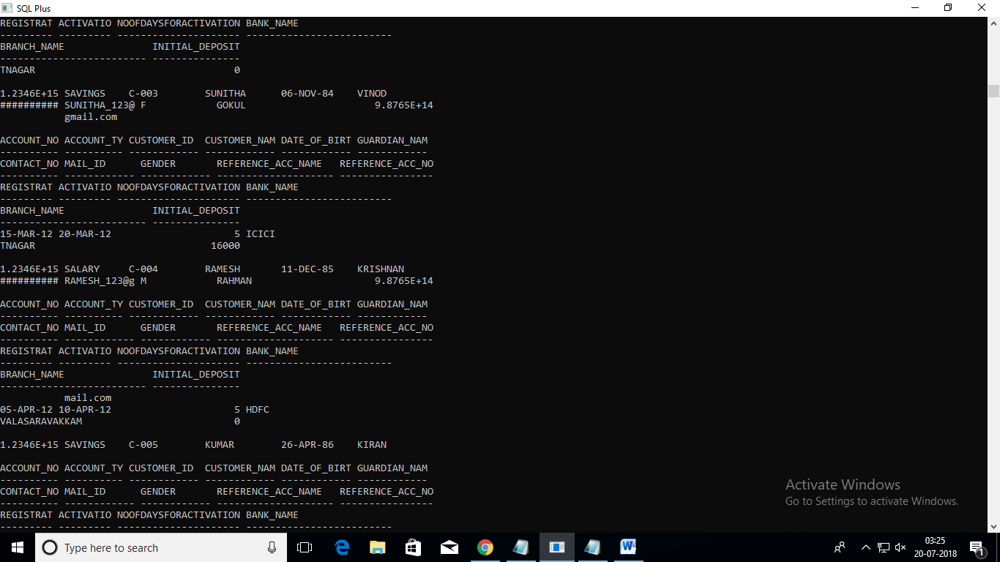 SQL Plus
REGISTRAT ACTIVATIO NOOFDAYSFORACTIVATION BANK_NAME
--------- --------- --------------------- -------------------------
BRANCH_NAME               INITIAL_DEPOSIT
------------------------- ---------------
TNAGAR                                  0
1.2346E+15 SAVINGS    C-003        SUNITHA      06-NOV-84    VINOD
########## SUNITHA_123@ F            GOKUL                      9.8765E+14
           gmail.com
ACCOUNT_NO ACCOUNT_TY CUSTOMER_ID  CUSTOMER_NAM DATE_OF_BIRT GUARDIAN_NAM
---------- ---------- ------------ ------------ ------------ ------------
CONTACT_NO MAIL_ID      GENDER       REFERENCE_ACC_NAME   REFERENCE_ACC_NO
---------- ------------ ------------ -------------------- ----------------
REGISTRAT ACTIVATIO NOOFDAYSFORACTIVATION BANK_NAME
--------- --------- --------------------- -------------------------
BRANCH_NAME               INITIAL_DEPOSIT
------------------------- ---------------
15-MAR-12 20-MAR-12                     5 ICICI
TNAGAR                              16000
1.2346E+15 SALARY     C-004        RAMESH       11-DEC-85    KRISHNAN
########## RAMESH_123@g M            RAHMAN                     9.8765E+14
ACCOUNT_NO ACCOUNT_TY CUSTOMER_ID  CUSTOMER_NAM DATE_OF_BIRT GUARDIAN_NAM
---------- ---------- ------------ ------------ ------------ ------------
CONTACT_NO MAIL_ID      GENDER       REFERENCE_ACC_NAME   REFERENCE_ACC_NO
---------- ------------ ------------ -------------------- ----------------
REGISTRAT ACTIVATIO NOOFDAYSFORACTIVATION BANK_NAME
--------- --------- --------------------- -------------------------
BRANCH_NAME               INITIAL_DEPOSIT
------------------------- ---------------
           mail.com
05-APR-12 10-APR-12                     5 HDFC
VALASARAVAKKAM                          0
1.2346E+15 SAVINGS    C-005        KUMAR        26-APR-86    KIRAN
ACCOUNT_NO ACCOUNT_TY CUSTOMER_ID  CUSTOMER_NAM DATE_OF_BIRT GUARDIAN_NAM
---------- ---------- ------------ ------------ ------------ ------------
CONTACT_NO MAIL_ID      GENDER       REFERENCE_ACC_NAME   REFERENCE_ACC_NO
---------- ------------ ------------ -------------------- ----------------
REGISTRAT ACTIVATIO NOOFDAYSFORACTIVATION BANK_NAME
--------- --------- --------------------- -------------------------
Activate Windows
Go to Settings to activate Windows.
Type here to search
03:25
20-07-2018
1